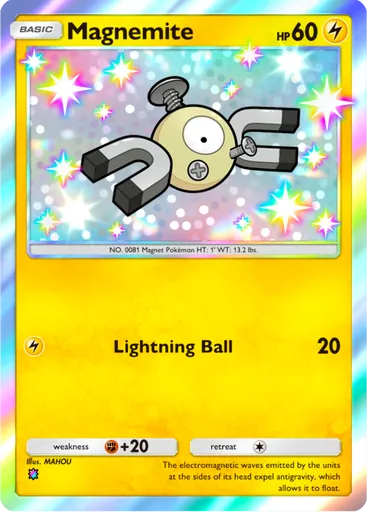 BASIC Magnemite HP 60
NO. 0081 Magnet Pokémon HT: 1' WT: 13.2 lbs.
Lightning Ball 20
weakness +20 retreat
Illus. MAHOU
The electromagnetic waves emitted by the units
at the sides of its head expel antigravity, which
allows it to float.